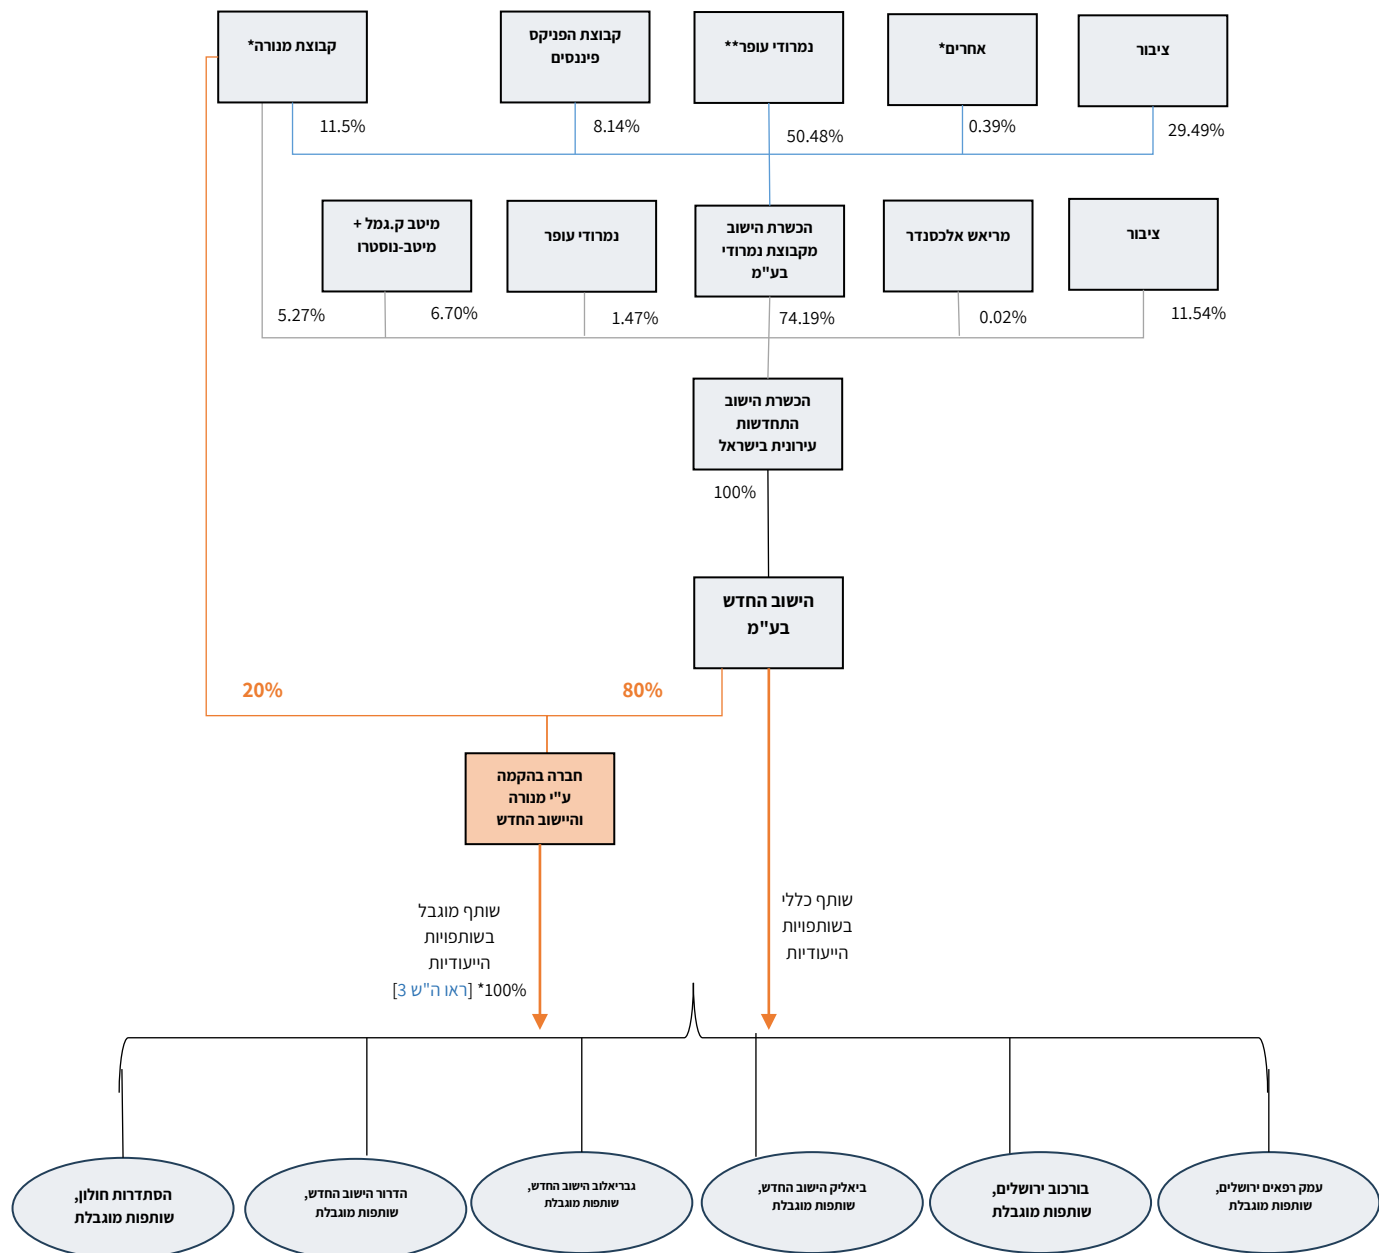 ציבור
אחרים*
נמרודי עופר**
קבוצת הפניקס
פיננסים
קבוצת מנורה*
29.49%
0.39%
50.48%
8.14%
11.5%
ציבור
מריאש אלכסנדר
הכשרת הישוב
מקבוצת נמרודי
בע"מ
נמרודי עופר
מיטב ק.גמל +
מיטב-נוסטרו
11.54%
0.02%
74.19%
1.47%
6.70%
5.27%
הכשרת הישוב
התחדשות
עירונית בישראל
100%
הישוב החדש
בע"מ
80%
20%
חברה בהקמה
ע"י מנורה
והיישוב החדש
שותף כללי
בשותפויות
הייעודיות
שותף מוגבל
בשותפויות
הייעודיות
100%* [ראו ה"ש 3]
עמק רפאים ירושלים,
שותפות מוגבלת
בורכוב ירושלים,
שותפות מוגבלת
ביאליק הישוב החדש,
שותפות מוגבלת
גבריאלוב הישוב החדש,
שותפות מוגבלת
הדרור הישוב החדש,
שותפות מוגבלת
הסתדרות חולון,
שותפות מוגבלת